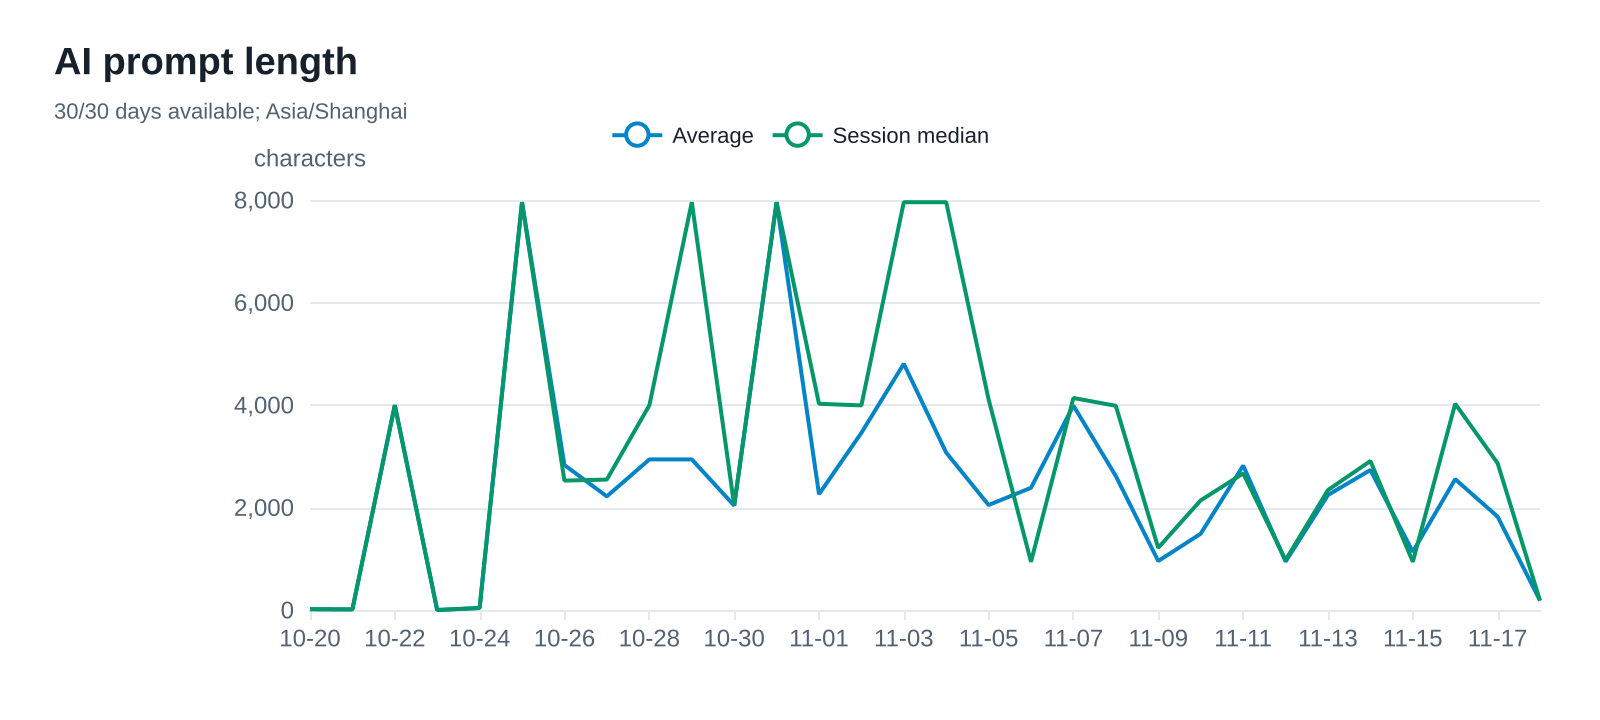 AI prompt length
30/30 days available; Asia/Shanghai
Average Session median
characters
8,000
6,000
4,000
2,000
0
10-20 10-22 10-24 10-26 10-28 10-30 11-01 11-03 11-05 11-07 11-09 11-11 11-13 11-15 11-17